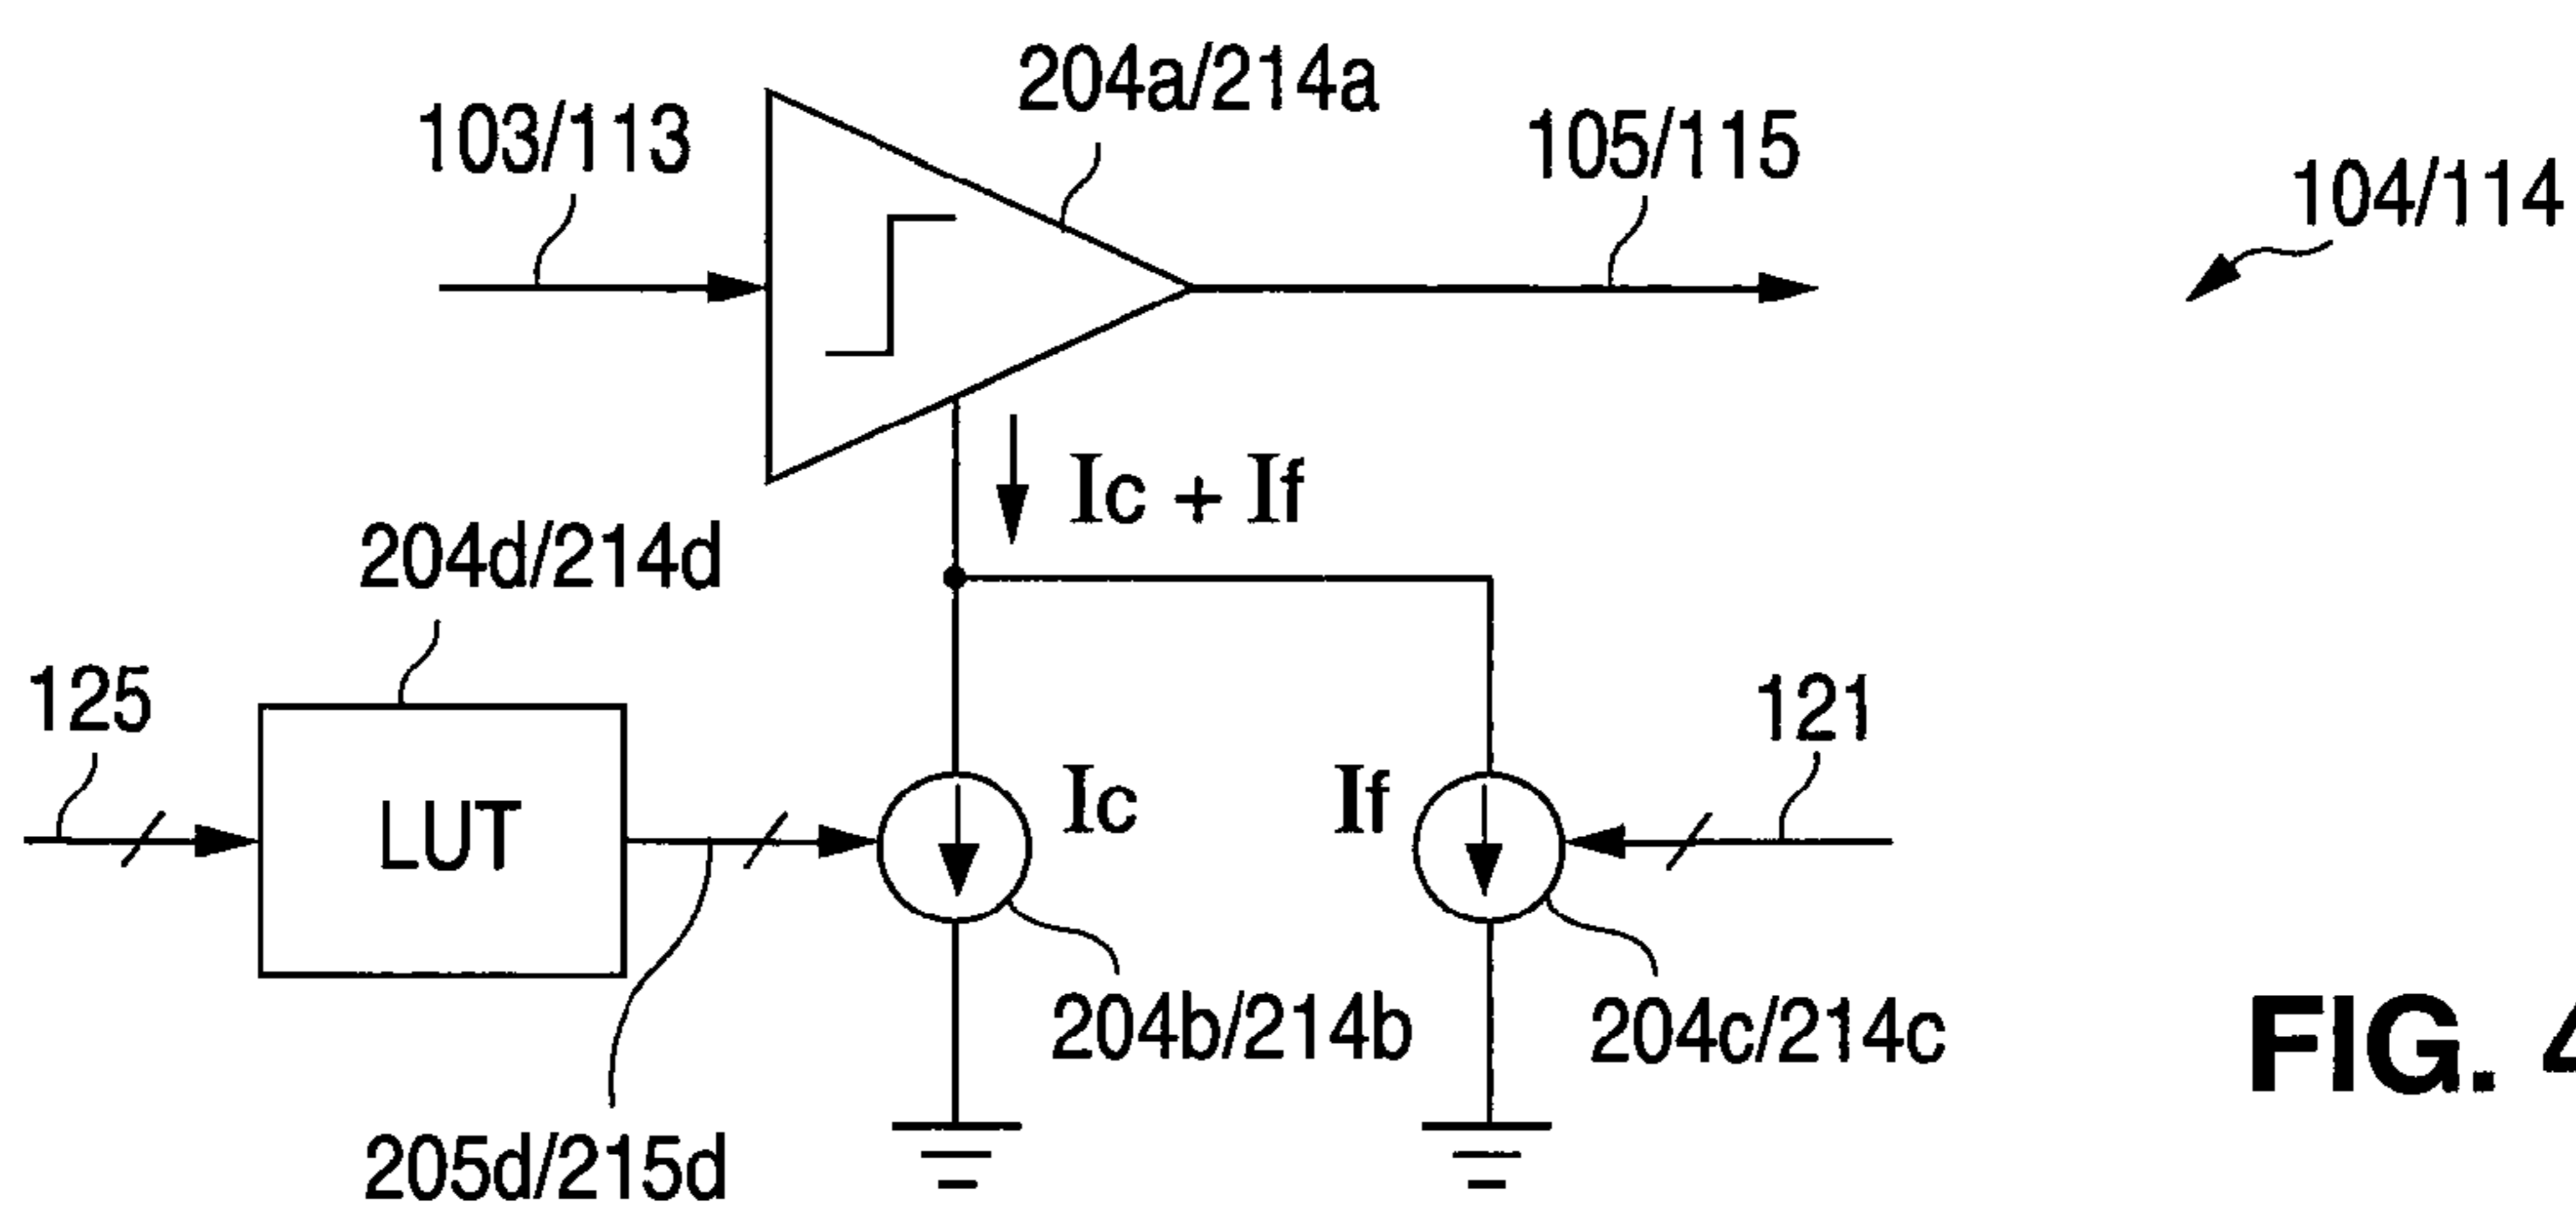 204a/214a
103/113
105/115
104/114
Ic + If
204d/214d
125
121
LUT
Ic
If
204b/214b
204c/214c
205d/215d
FIG. 4